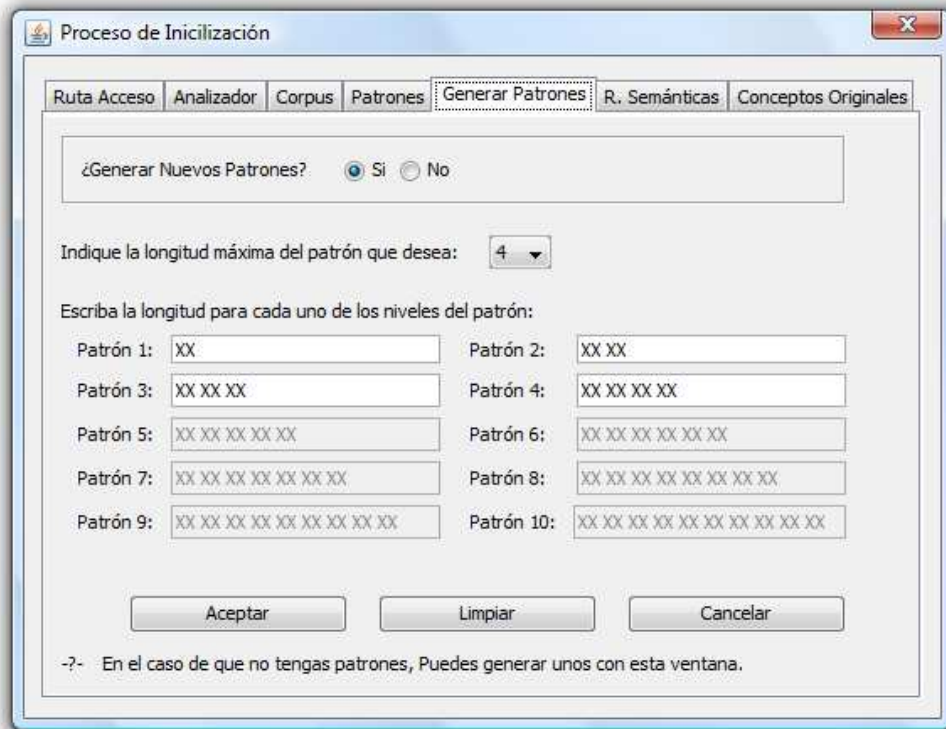 Proceso de Inicilización
Ruta Acceso Analizador Corpus Patrones Generar Patrones R. Semánticas Conceptos Originales
¿Generar Nuevos Patrones? Si No
Indique la longitud máxima del patrón que desea: 4
Escriba la longitud para cada uno de los niveles del patrón:
Patrón 1: XX Patrón 2: XX XX
Patrón 3: XX XX XX Patrón 4: XX XX XX XX
Patrón 5: XX XX XX XX XX Patrón 6: XX XX XX XX XX XX
Patrón 7: XX XX XX XX XX XX XX Patrón 8: XX XX XX XX XX XX XX XX
Patrón 9: XX XX XX XX XX XX XX XX XX Patrón 10: XX XX XX XX XX XX XX XX XX XX
Aceptar Limpiar Cancelar
-?- En el caso de que no tengas patrones, Puedes generar unos con esta ventana.